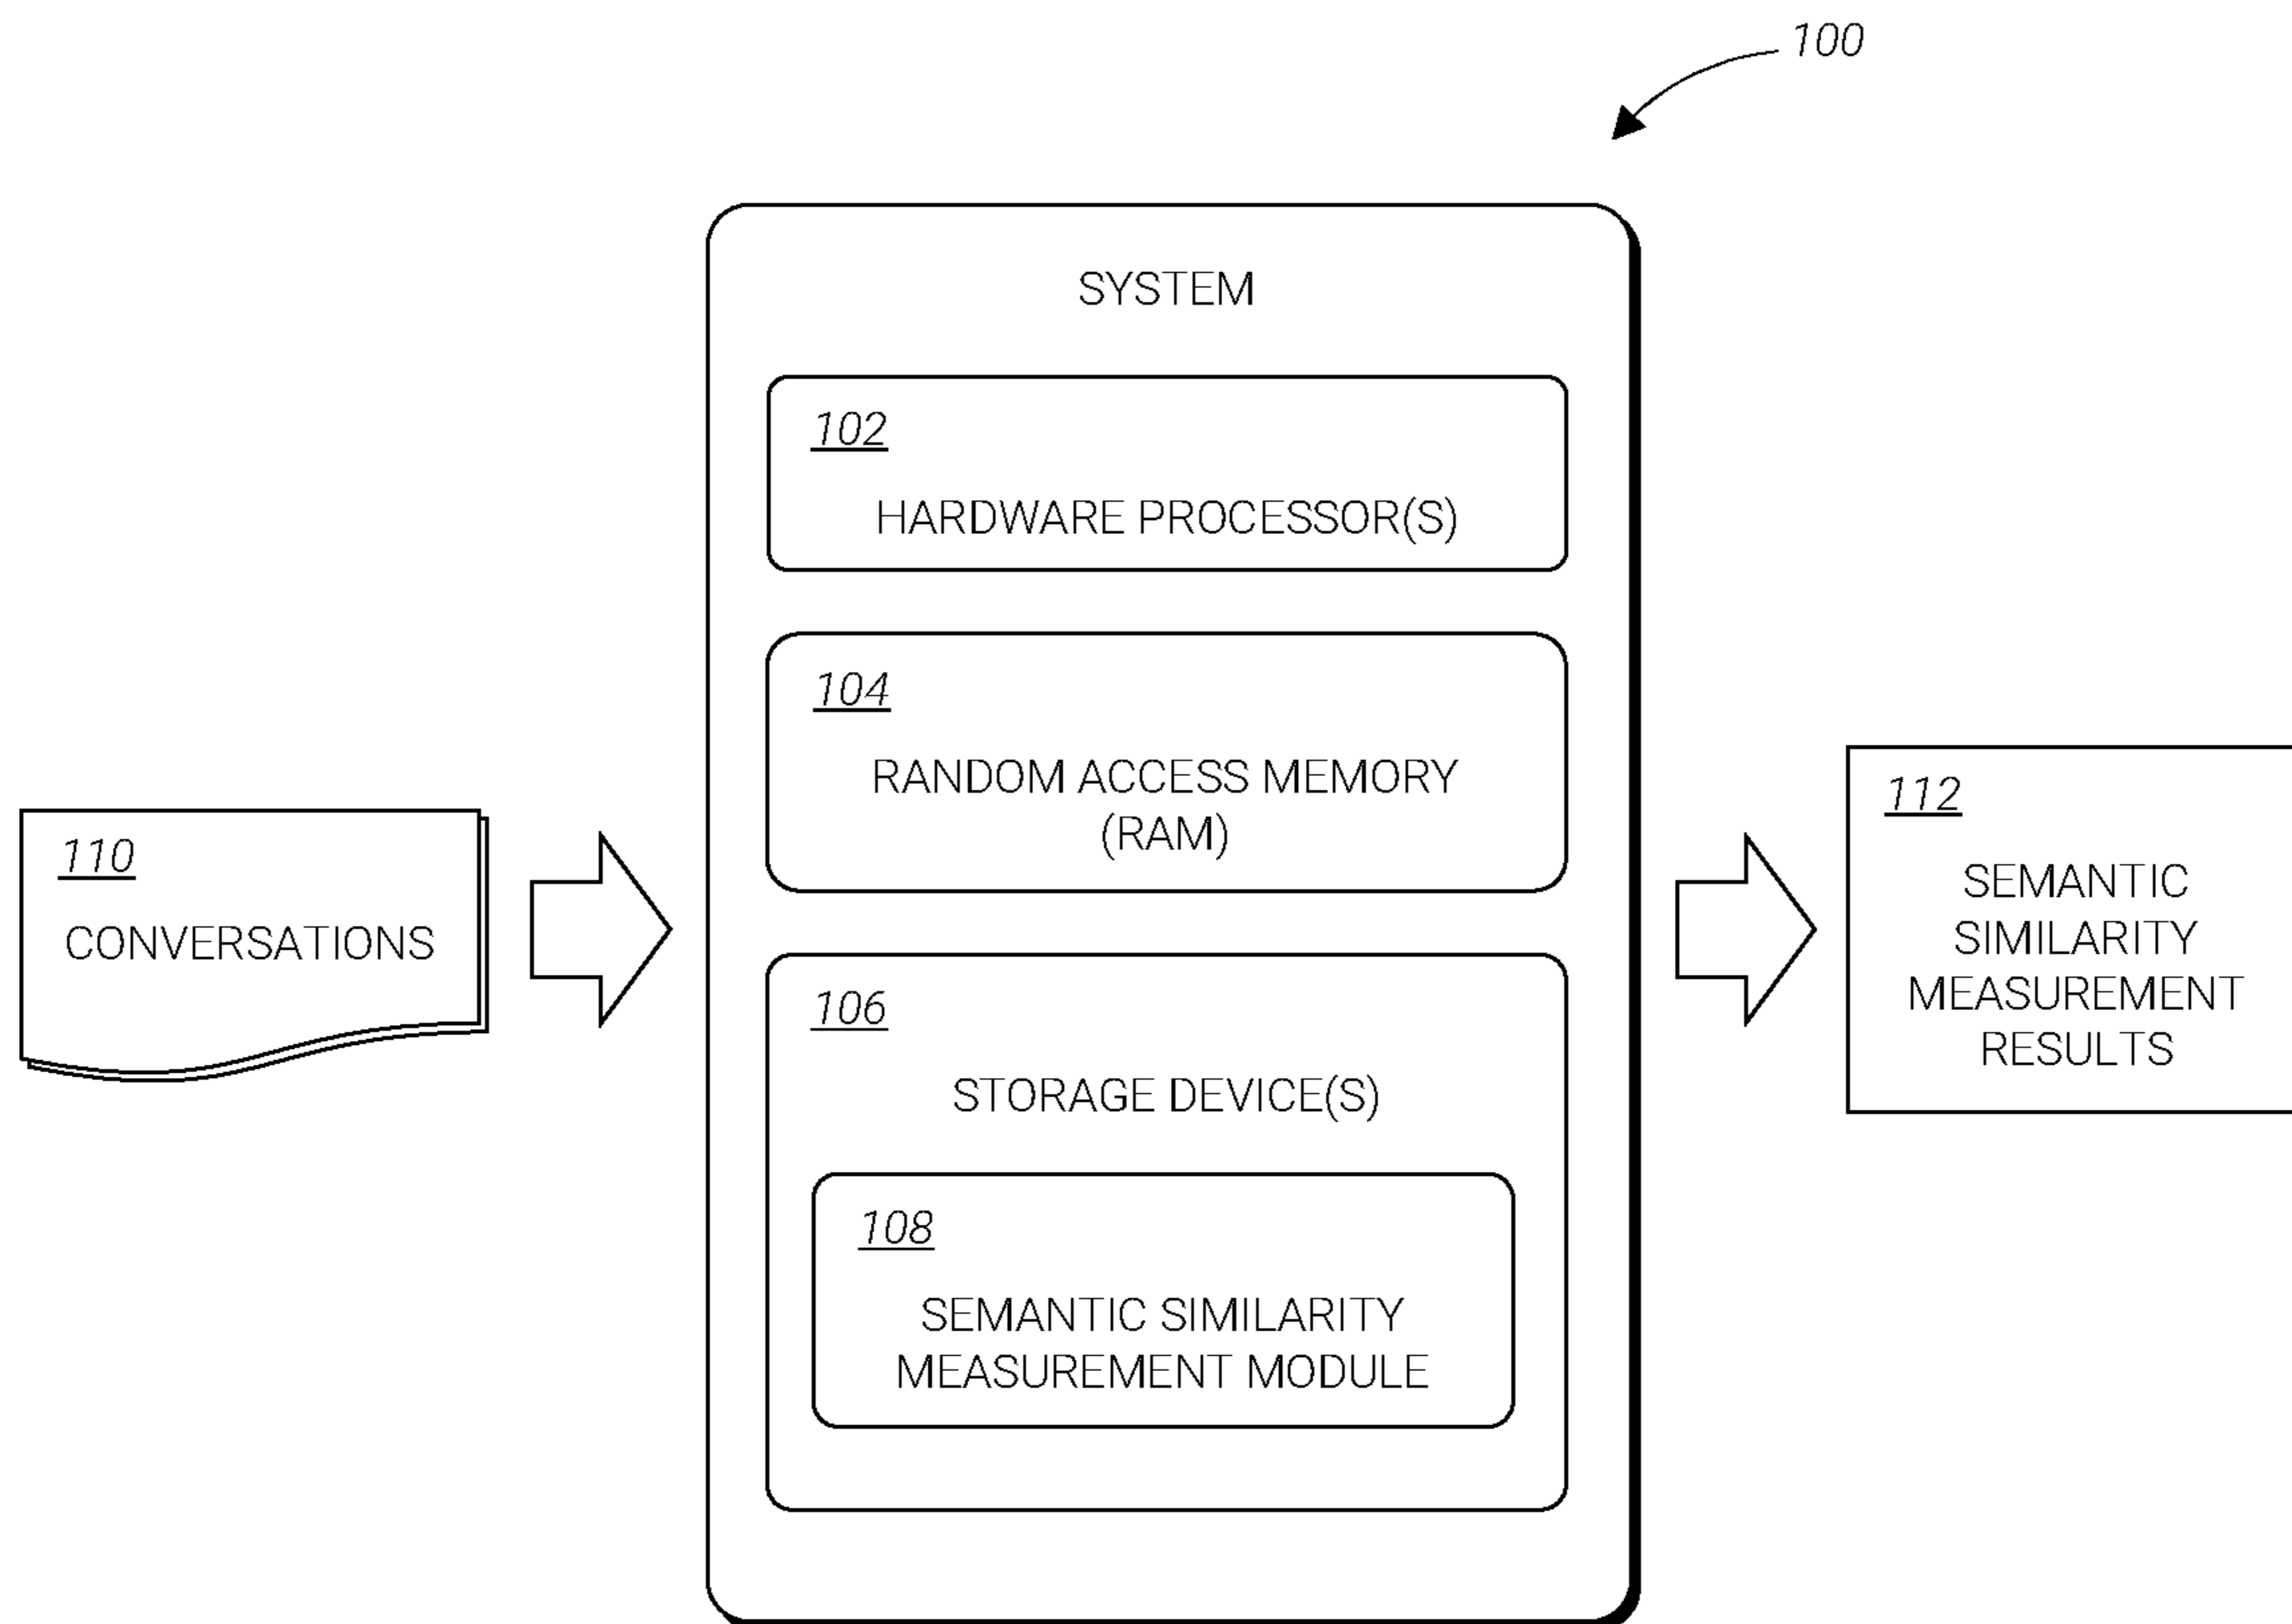 100
SYSTEM
102
HARDWARE PROCESSOR(S)
104
RANDOM ACCESS MEMORY
(RAM)
110
CONVERSATIONS
106
STORAGE DEVICE(S)
108
SEMANTIC SIMILARITY
MEASUREMENT MODULE
112
SEMANTIC
SIMILARITY
MEASUREMENT
RESULTS